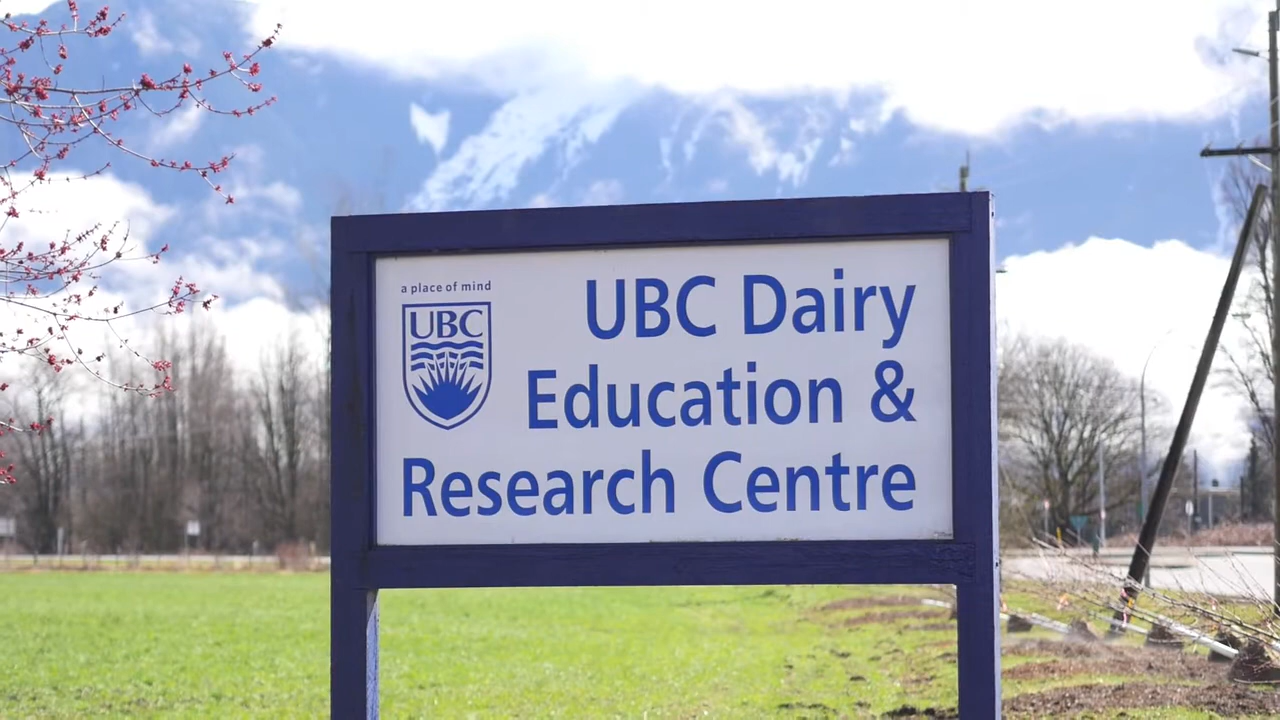 a place of mind
UBC
UBC Dairy
Education &
Research Centre